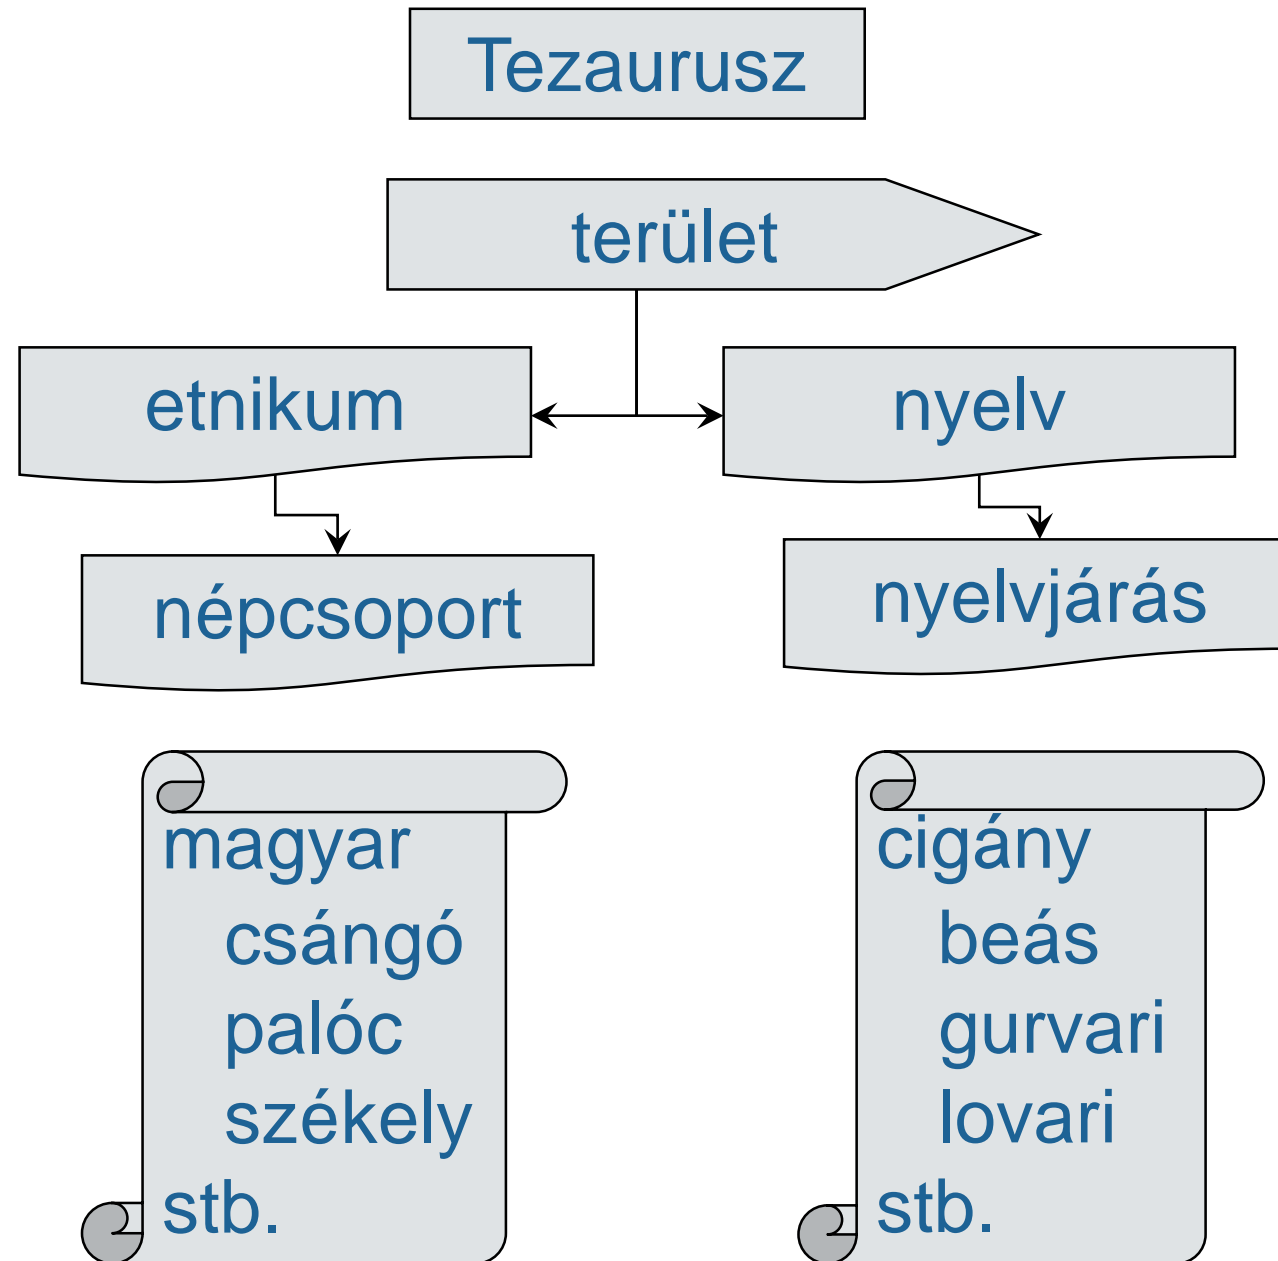 Tezaurusz
terület
etnikum
nyelv
népcsoport
nyelvjárás
magyar
csángó
palóc
székely
stb.
cigány
beás
gurvari
lovari
stb.